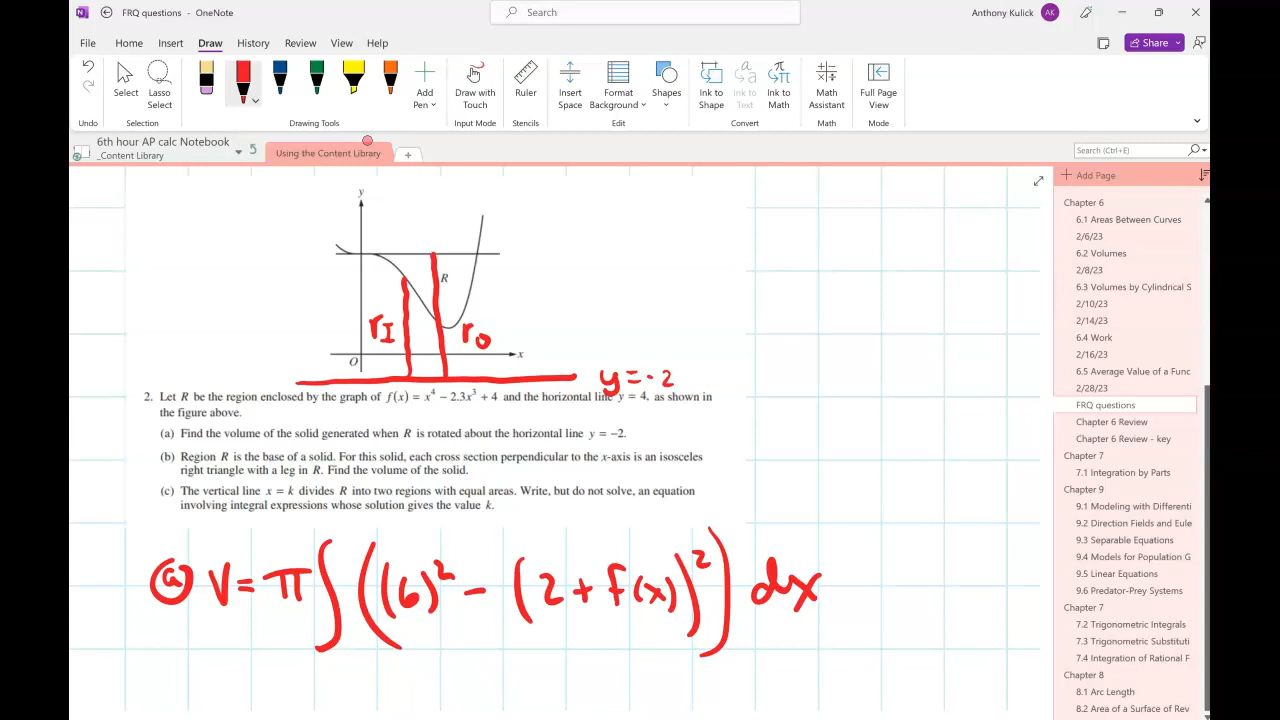 FRQ questions - OneNote
Search
Anthony Kulick
AK
File Home Insert Draw History Review View Help
Share
Undo
Select
Lasso Select
Add Pen
Draw with Touch
Ruler
Insert Space
Format Background
Shapes
Ink to Shape
Ink to Text
Ink to Math
Math Assistant
Full Page View
Undo Selection Drawing Tools Input Mode Stencils Edit Convert Math Mode
6th hour AP calc Notebook
_Content Library
5
Using the Content Library
+
Search (Ctrl+E)
Add Page
Chapter 6
6.1 Areas Between Curves
2/6/23
6.2 Volumes
2/8/23
6.3 Volumes by Cylindrical S
2/10/23
2/14/23
6.4 Work
2/16/23
6.5 Average Value of a Func
2/28/23
FRQ questions
Chapter 6 Review
Chapter 6 Review - key
Chapter 7
7.1 Integration by Parts
Chapter 9
9.1 Modeling with Differenti
9.2 Direction Fields and Eule
9.3 Separable Equations
9.4 Models for Population G
9.5 Linear Equations
9.6 Predator-Prey Systems
Chapter 7
7.2 Trigonometric Integrals
7.3 Trigonometric Substituti
7.4 Integration of Rational F
Chapter 8
8.1 Arc Length
8.2 Area of a Surface of Rev
y
R
r_I
r_O
O
x
y = -2
2. Let R be the region enclosed by the graph of f(x) = x⁴ − 2.3x³ + 4 and the horizontal line y = 4, as shown in
the figure above.
(a) Find the volume of the solid generated when R is rotated about the horizontal line y = −2.
(b) Region R is the base of a solid. For this solid, each cross section perpendicular to the x-axis is an isosceles
right triangle with a leg in R. Find the volume of the solid.
(c) The vertical line x = k divides R into two regions with equal areas. Write, but do not solve, an equation
involving integral expressions whose solution gives the value k.
(a) V = π ∫ ((6)² − (2 + f(x))²) dx